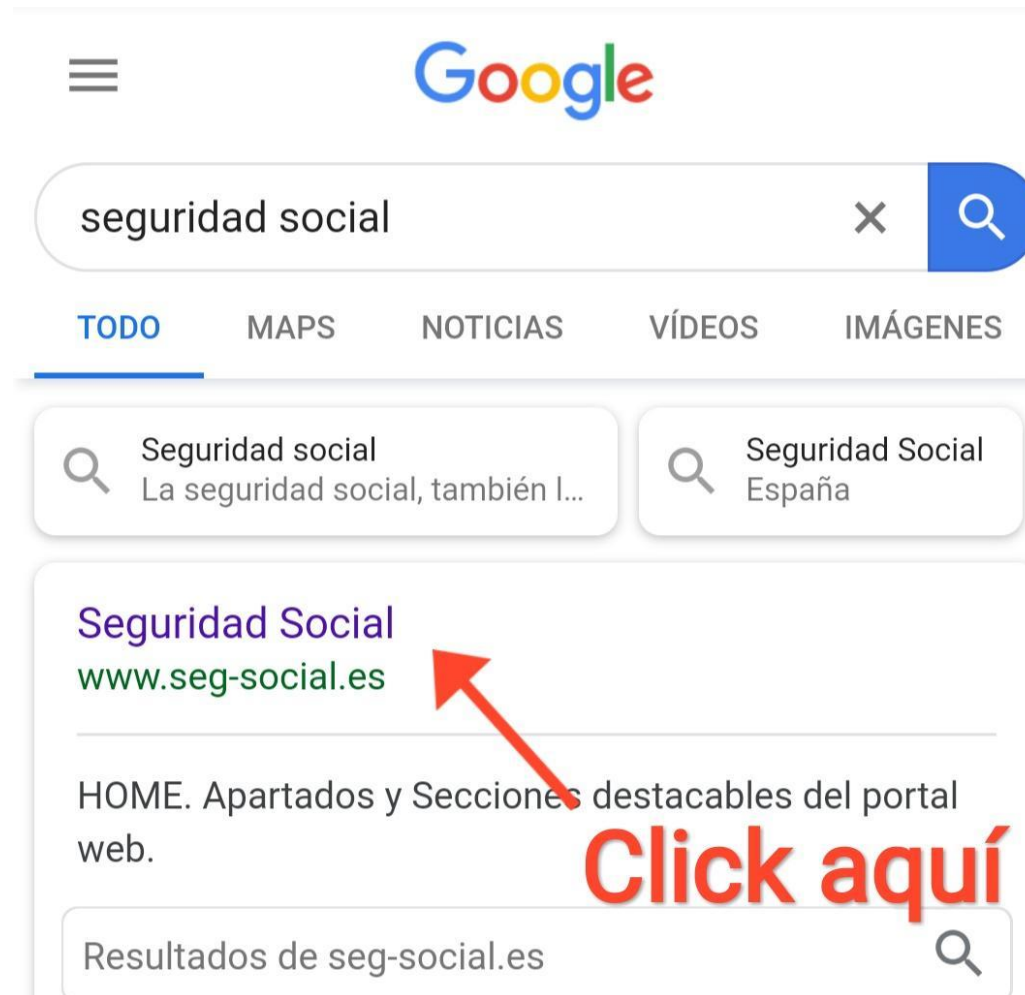 Google
seguridad social
TODO MAPS NOTICIAS VÍDEOS IMÁGENES
Seguridad social
La seguridad social, también l...
Seguridad Social
España
Seguridad Social
www.seg-social.es
HOME. Apartados y Secciones destacables del portal
web.
Click aquí
Resultados de seg-social.es